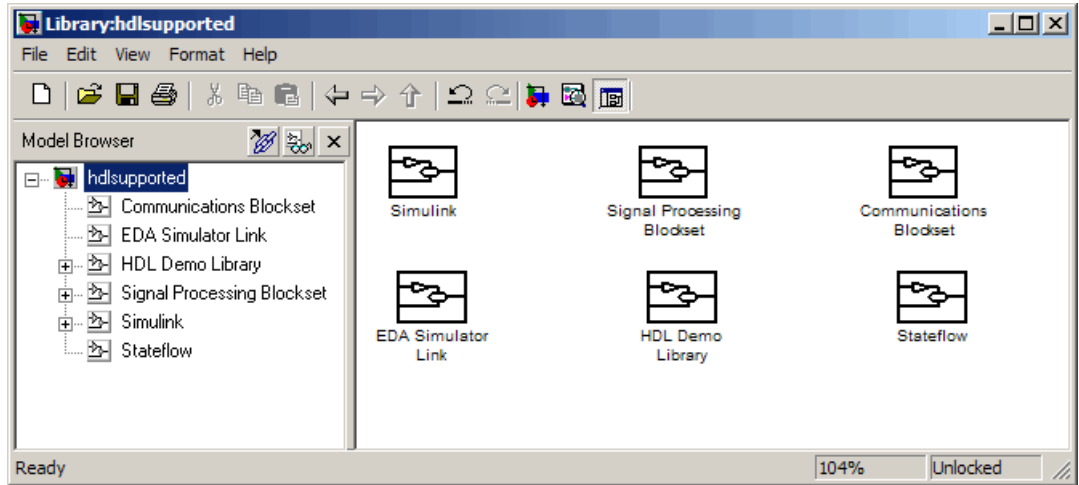 Library:hdlsupported
File Edit View Format Help
Model Browser
hdlsupported
Communications Blockset
EDA Simulator Link
HDL Demo Library
Signal Processing Blockset
Simulink
Stateflow
Simulink
Signal Processing
Blockset
Communications
Blockset
EDA Simulator
Link
HDL Demo
Library
Stateflow
Ready
104%
Unlocked